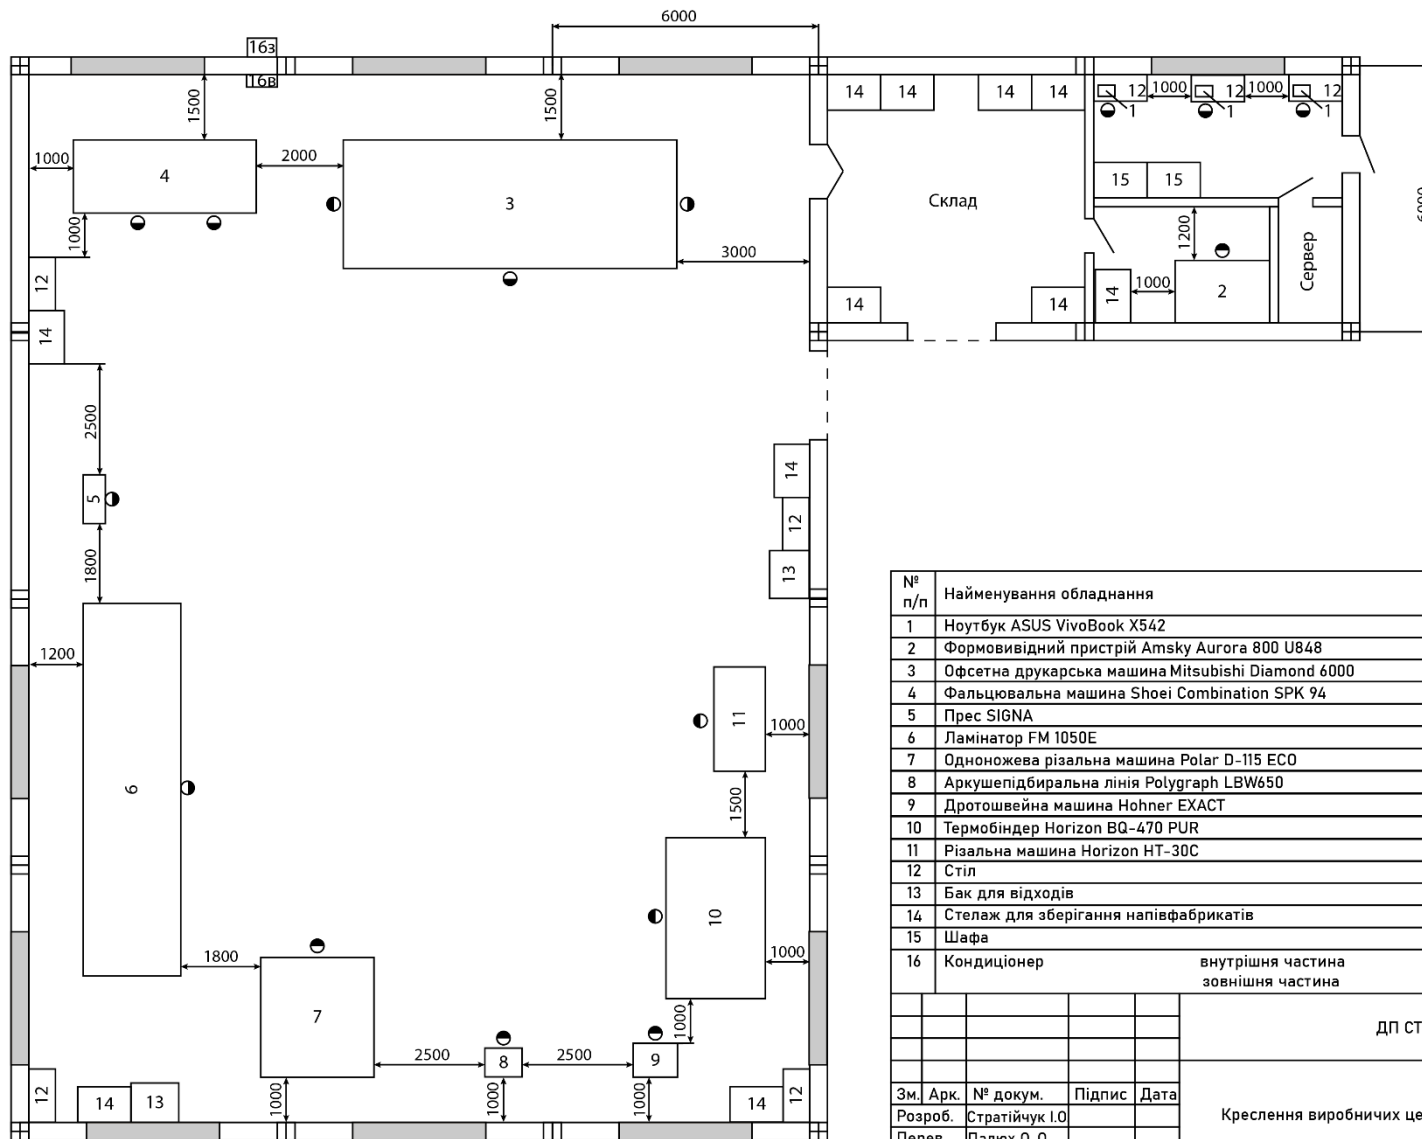 6000
16з
16в
1500
1500
14
14
14
14
12
1000
12
1000
12
1
1
1
1000
4
2000
3
15
15
6000
Склад
1000
1200
3000
Сервер
12
14
1000
2
14
14
14
2500
14
5
12
1800
13
№
п/п
Найменування обладнання
1 Ноутбук ASUS VivoBook X542
2 Формовивідний пристрій Amsky Aurora 800 U848
3 Офсетна друкарська машина Mitsubishi Diamond 6000
4 Фальцювальна машина Shoei Combination SPK 94
5 Прес SIGNA
6 Ламінатор FM 1050E
7 Одноножева різальна машина Polar D-115 ECO
8 Аркушепідбиральна лінія Polygraph LBW650
9 Дротошвейна машина Hohner EXACT
10 Термобіндер Horizon BQ-470 PUR
11 Різальна машина Horizon HT-30C
12 Стіл
13 Бак для відходів
14 Стелаж для зберігання напівфабрикатів
15 Шафа
16 Кондиціонер внутрішня частина
зовнішня частина
1200
11
1000
6
1500
10
1800
1000
7
1000
2500
8
2500
9
12
14
13
1000
1000
1000
14
12
ДП СТ
Зм. Арк. № докум. Підпис Дата
Розроб. Стратійчук І.О
Креслення виробничих це